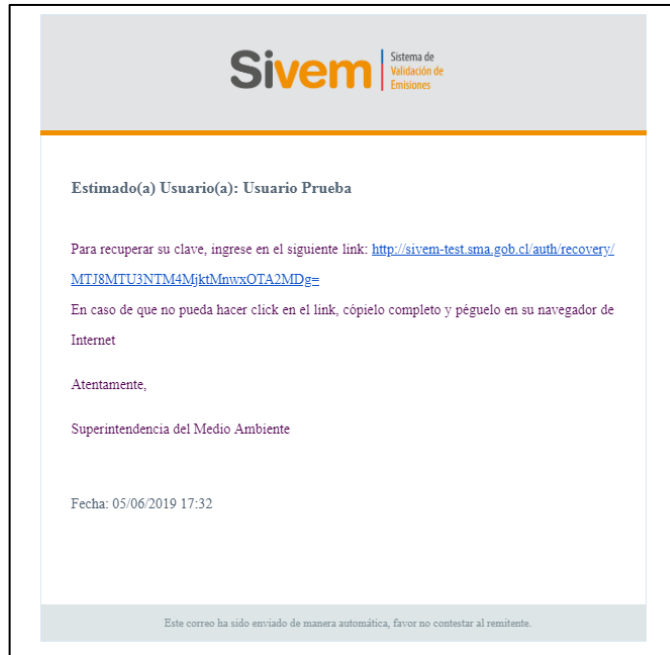 Sivem
Sistema de
Validación de
Emisiones
Estimado(a) Usuario(a): Usuario Prueba
Para recuperar su clave, ingrese en el siguiente link: http://sivem-test.sma.gob.cl/auth/recovery/
MTJ8MTU3NTM4MjktMnwxOTA2MDg=
En caso de que no pueda hacer click en el link, cópielo completo y péguelo en su navegador de
Internet
Atentamente,
Superintendencia del Medio Ambiente
Fecha: 05/06/2019 17:32
Este correo ha sido enviado de manera automática, favor no contestar al remitente.